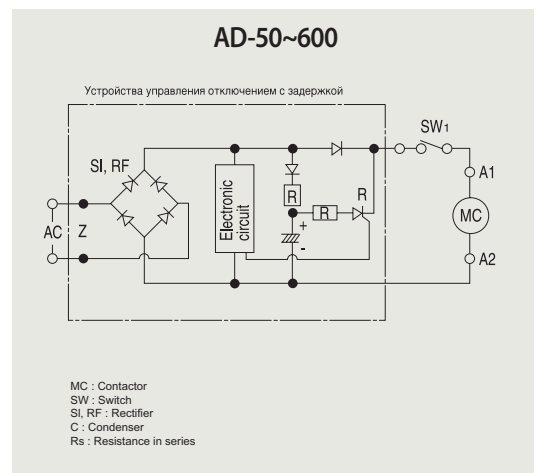 AD-50~600
Устройства управления отключением с задержкой
SW1
SI, RF
A1
R
R
R
Electronic circuit
MC
AC
Z
+
-
A2
MC : Contactor
SW : Switch
SI, RF : Rectifier
C : Condenser
Rs : Resistance in series